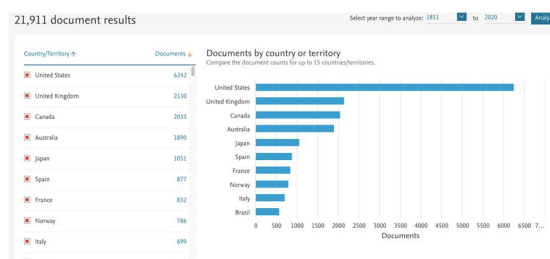 21,911 document results
Select year range to analyze: 1851 to 2020 Analy
Country/Territory Documents
United States 6242
United Kingdom 2130
Canada 2033
Australia 1890
Japan 1051
Spain 877
France 832
Norway 786
Italy 699
Documents by country or territory
Compare the document counts for up to 15 countries/territories.
United States
United Kingdom
Canada
Australia
Japan
Spain
France
Norway
Italy
Brazil
0 500 1000 1500 2000 2500 3000 3500 4000 4500 5000 5500 6000 6500 7...
Documents